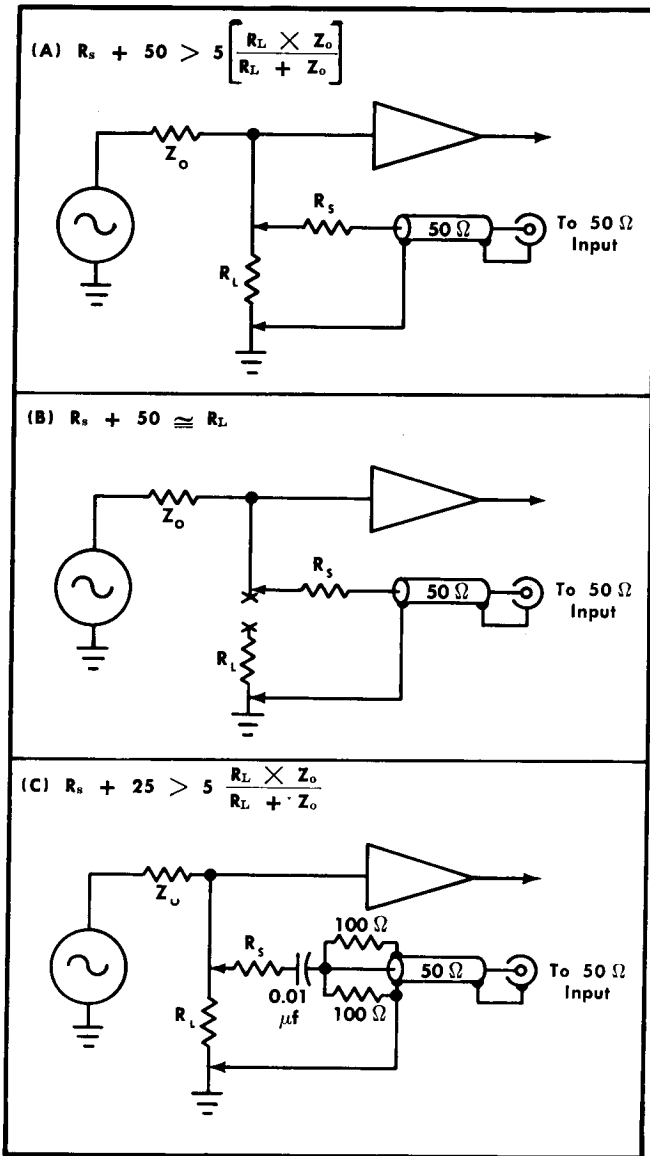 (A) Rs + 50 > 5 [ RL × Zo / RL + Zo ]
Zo
Rs
50 Ω
To 50 Ω
Input
RL
(B) Rs + 50 ≅ RL
Zo
Rs
50 Ω
To 50 Ω
Input
RL
(C) Rs + 25 > 5 RL × Zo / RL + Zo
Zo
100 Ω
Rs
50 Ω
To 50 Ω
Input
0.01
μf
100 Ω
RL